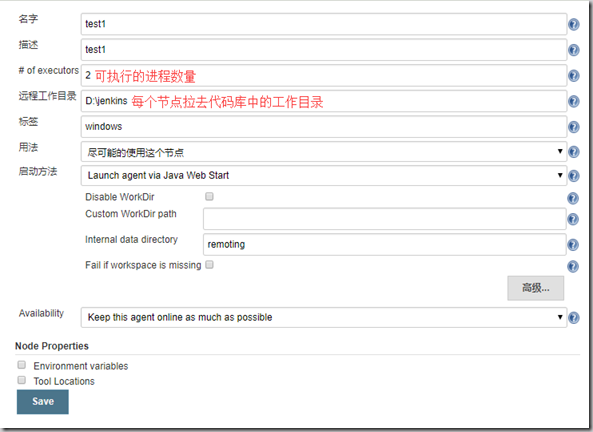 名字 test1
描述 test1
# of executors 2 可执行的进程数量
远程工作目录 D:\jenkins 每个节点拉去代码库中的工作目录
标签 windows
用法 尽可能的使用这个节点
启动方法 Launch agent via Java Web Start
Disable WorkDir
Custom WorkDir path
Internal data directory remoting
Fail if workspace is missing
高级...
Availability Keep this agent online as much as possible
Node Properties
Environment variables
Tool Locations
Save